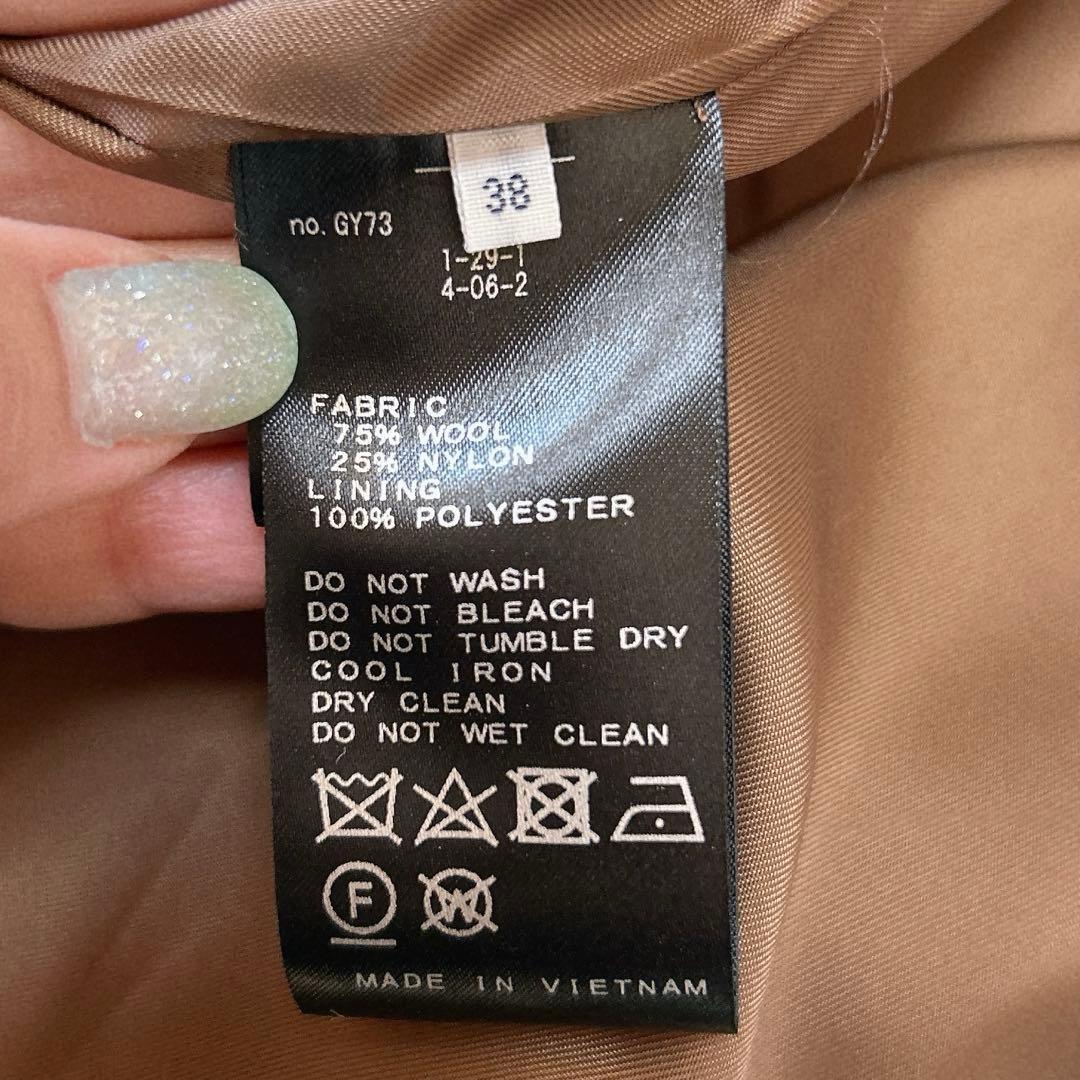 38
no. GY73
1-29-1
4-06-2
FABRIC
75% WOOL
25% NYLON
LINING
100% POLYESTER
DO NOT WASH
DO NOT BLEACH
DO NOT TUMBLE DRY
COOL IRON
DRY CLEAN
DO NOT WET CLEAN
F W
MADE IN VIETNAM